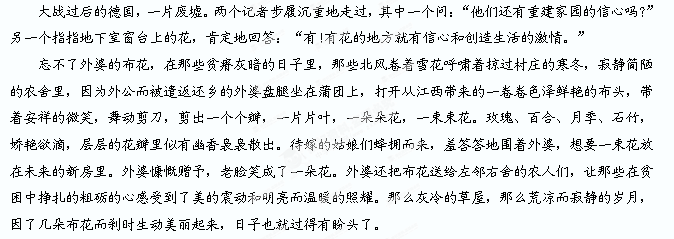 大战过后的德国，一片废墟。两个记者步履沉重地走过，其中一个问：“他们还有重建家园的信心吗?”
另一个指指地下室窗台上的花，肯定地回答：“有!有花的地方就有信心和创造生活的激情。”
忘不了外婆的布花，在那些贫瘠灰暗的日子里，那些北风卷着雪花呼啸着掠过村庄的寒冬，寂静简陋
的农舍里，因为外公而被遣返还乡的外婆盘腿坐在蒲团上，打开从江西带来的一卷卷色泽鲜艳的布头，带
着安祥的微笑，舞动剪刀，剪出一个个瓣，一片片叶，一朵朵花，一束束花。玫瑰、百合、月季、石竹，
娇艳欲滴，层层的花瓣里似有幽香袅袅散出。待嫁的姑娘们蜂拥而来，羞答答地围着外婆，想要一束花放
在未来的新房里。外婆慷慨赠予，老脸笑成了一朵花。外婆还把布花送给左邻右舍的农人们，让那些在贫
困中挣扎的粗砺的心感受到了美的震动和明亮而温暖的照耀。那么灰冷的草屋，那么荒凉而寂静的岁月，
因了几朵布花而刹时生动美丽起来，日子也就过得有盼头了。